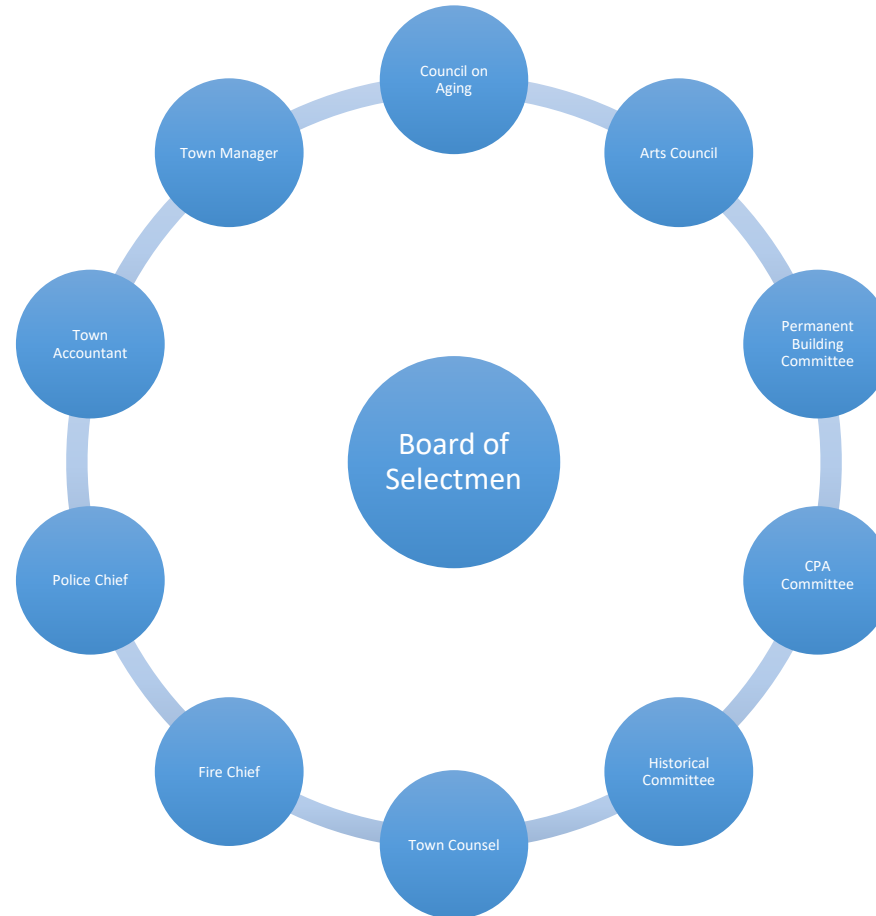 Council on
Aging
Town Manager
Arts Council
Town
Accountant
Permanent
Building
Committee
Board of
Selectmen
Police Chief
CPA
Committee
Fire Chief
Historical
Committee
Town Counsel